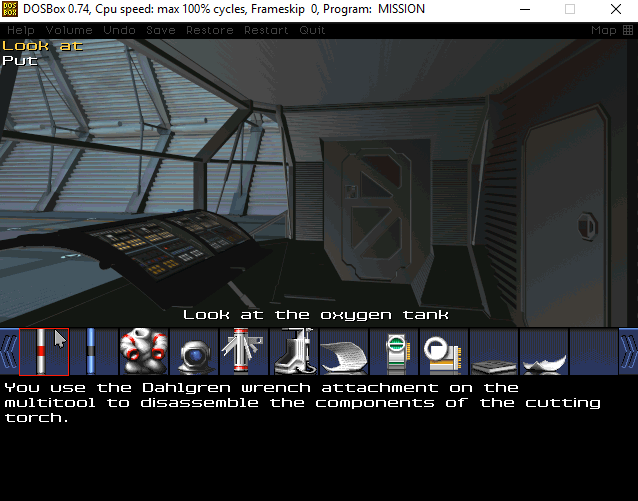 DOSBox 0.74, Cpu speed: max 100% cycles, Frameskip 0, Program: MISSION
Help Volume Undo Save Restore Restart Quit Map
Look at
Put
Look at the oxygen tank
You use the Dahlgren wrench attachment on the
multitool to disassemble the components of the cutting
torch.